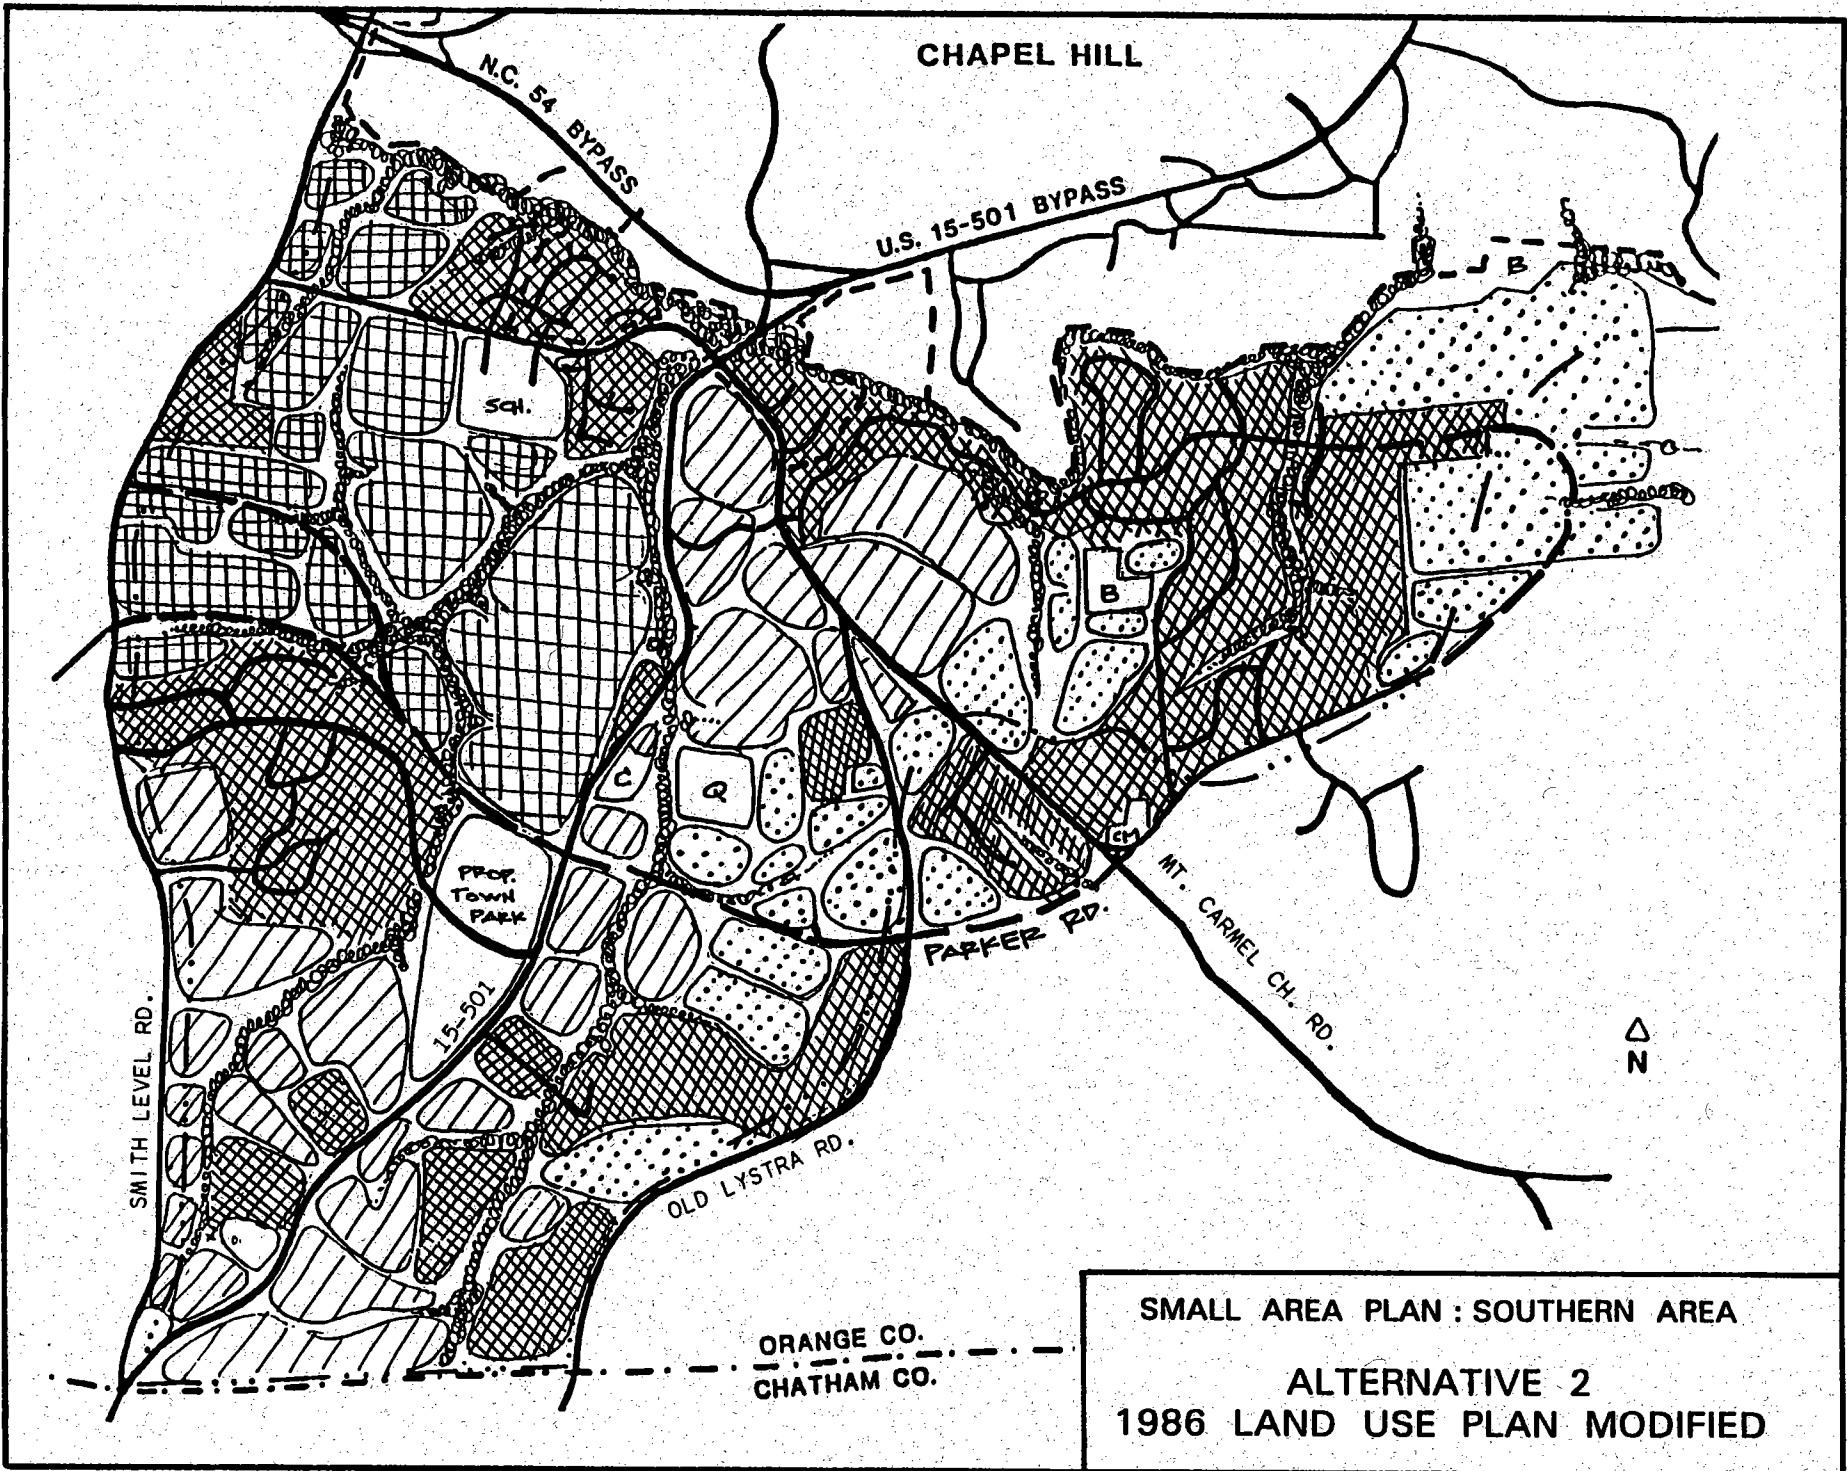 CHAPEL HILL
N.C. 54 BYPASS
U.S. 15-501 BYPASS
B
SCH.
B
C
Q
CM
PROP.
TOWN
PARK
MT. CARMEL CH. RD.
PARKER RD.
15-501
SMITH LEVEL RD.
OLD LYSTRA RD.
N
ORANGE CO.
CHATHAM CO.
SMALL AREA PLAN : SOUTHERN AREA
ALTERNATIVE 2
1986 LAND USE PLAN MODIFIED